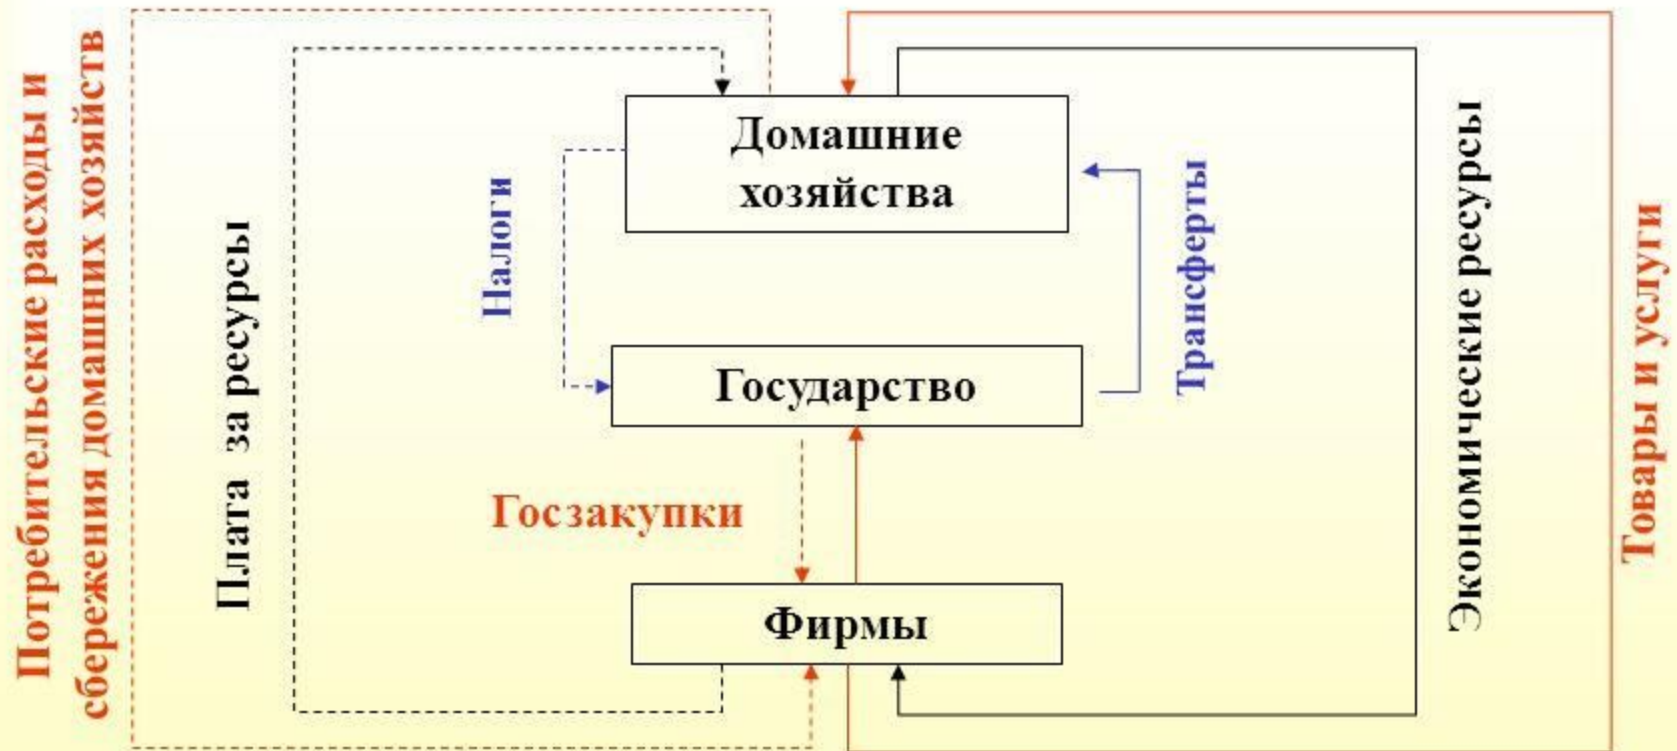 Потребительские расходы и
сбережения домашних хозяйств
Плата за ресурсы
Налоги
Домашние
хозяйства
Государство
Госзакупки
Фирмы
Трансферты
Экономические ресурсы
Товары и услуги